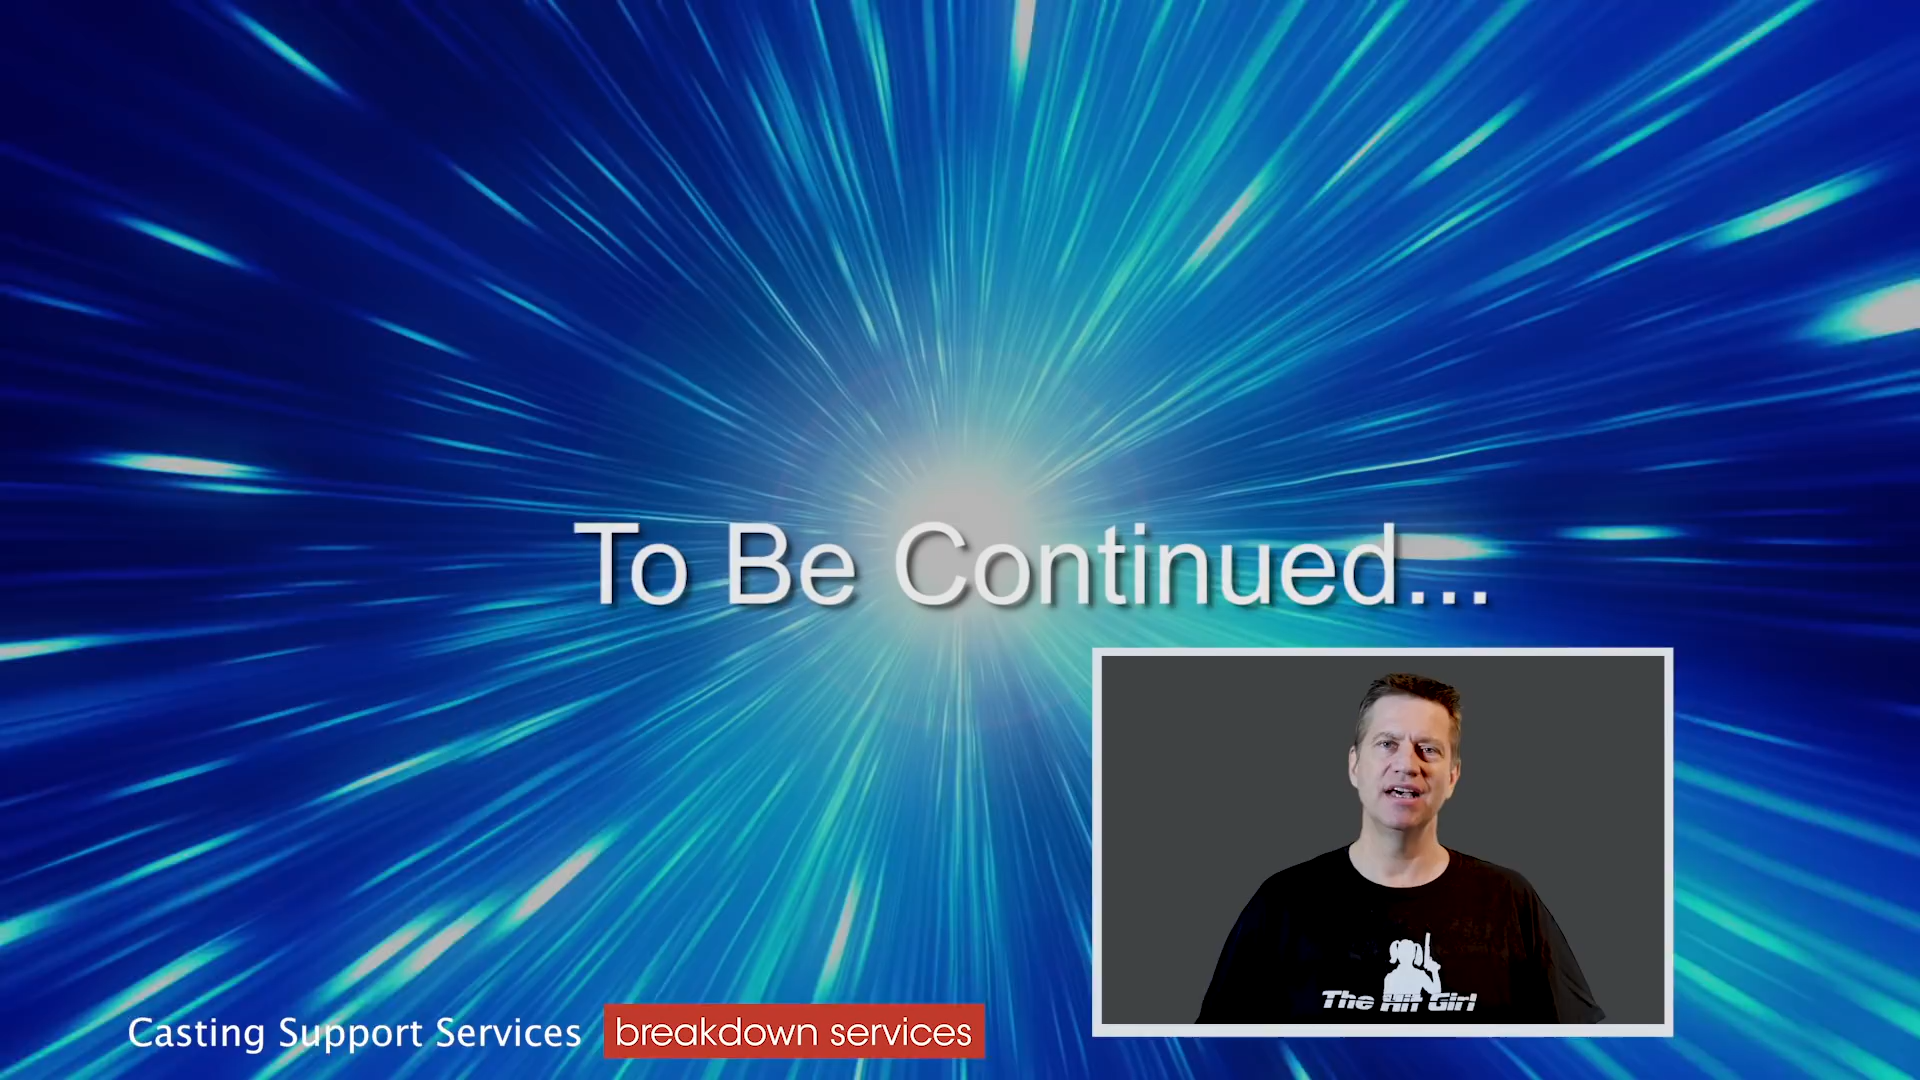 To Be Continued...
The Hit Girl
Casting Support Services
breakdown services